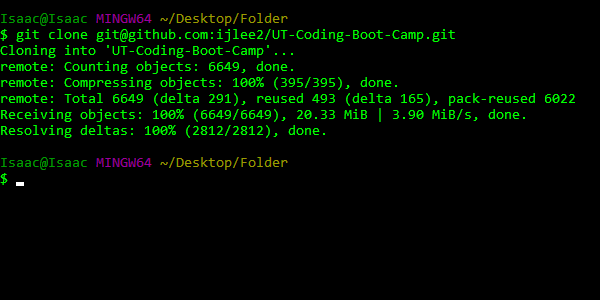 Isaac@Isaac MINGW64 ~/Desktop/Folder
$ git clone git@github.com:ijlee2/UT-Coding-Boot-Camp.git
Cloning into 'UT-Coding-Boot-Camp'...
remote: Counting objects: 6649, done.
remote: Compressing objects: 100% (395/395), done.
remote: Total 6649 (delta 291), reused 493 (delta 165), pack-reused 6022
Receiving objects: 100% (6649/6649), 20.33 MiB | 3.90 MiB/s, done.
Resolving deltas: 100% (2812/2812), done.
Isaac@Isaac MINGW64 ~/Desktop/Folder
$